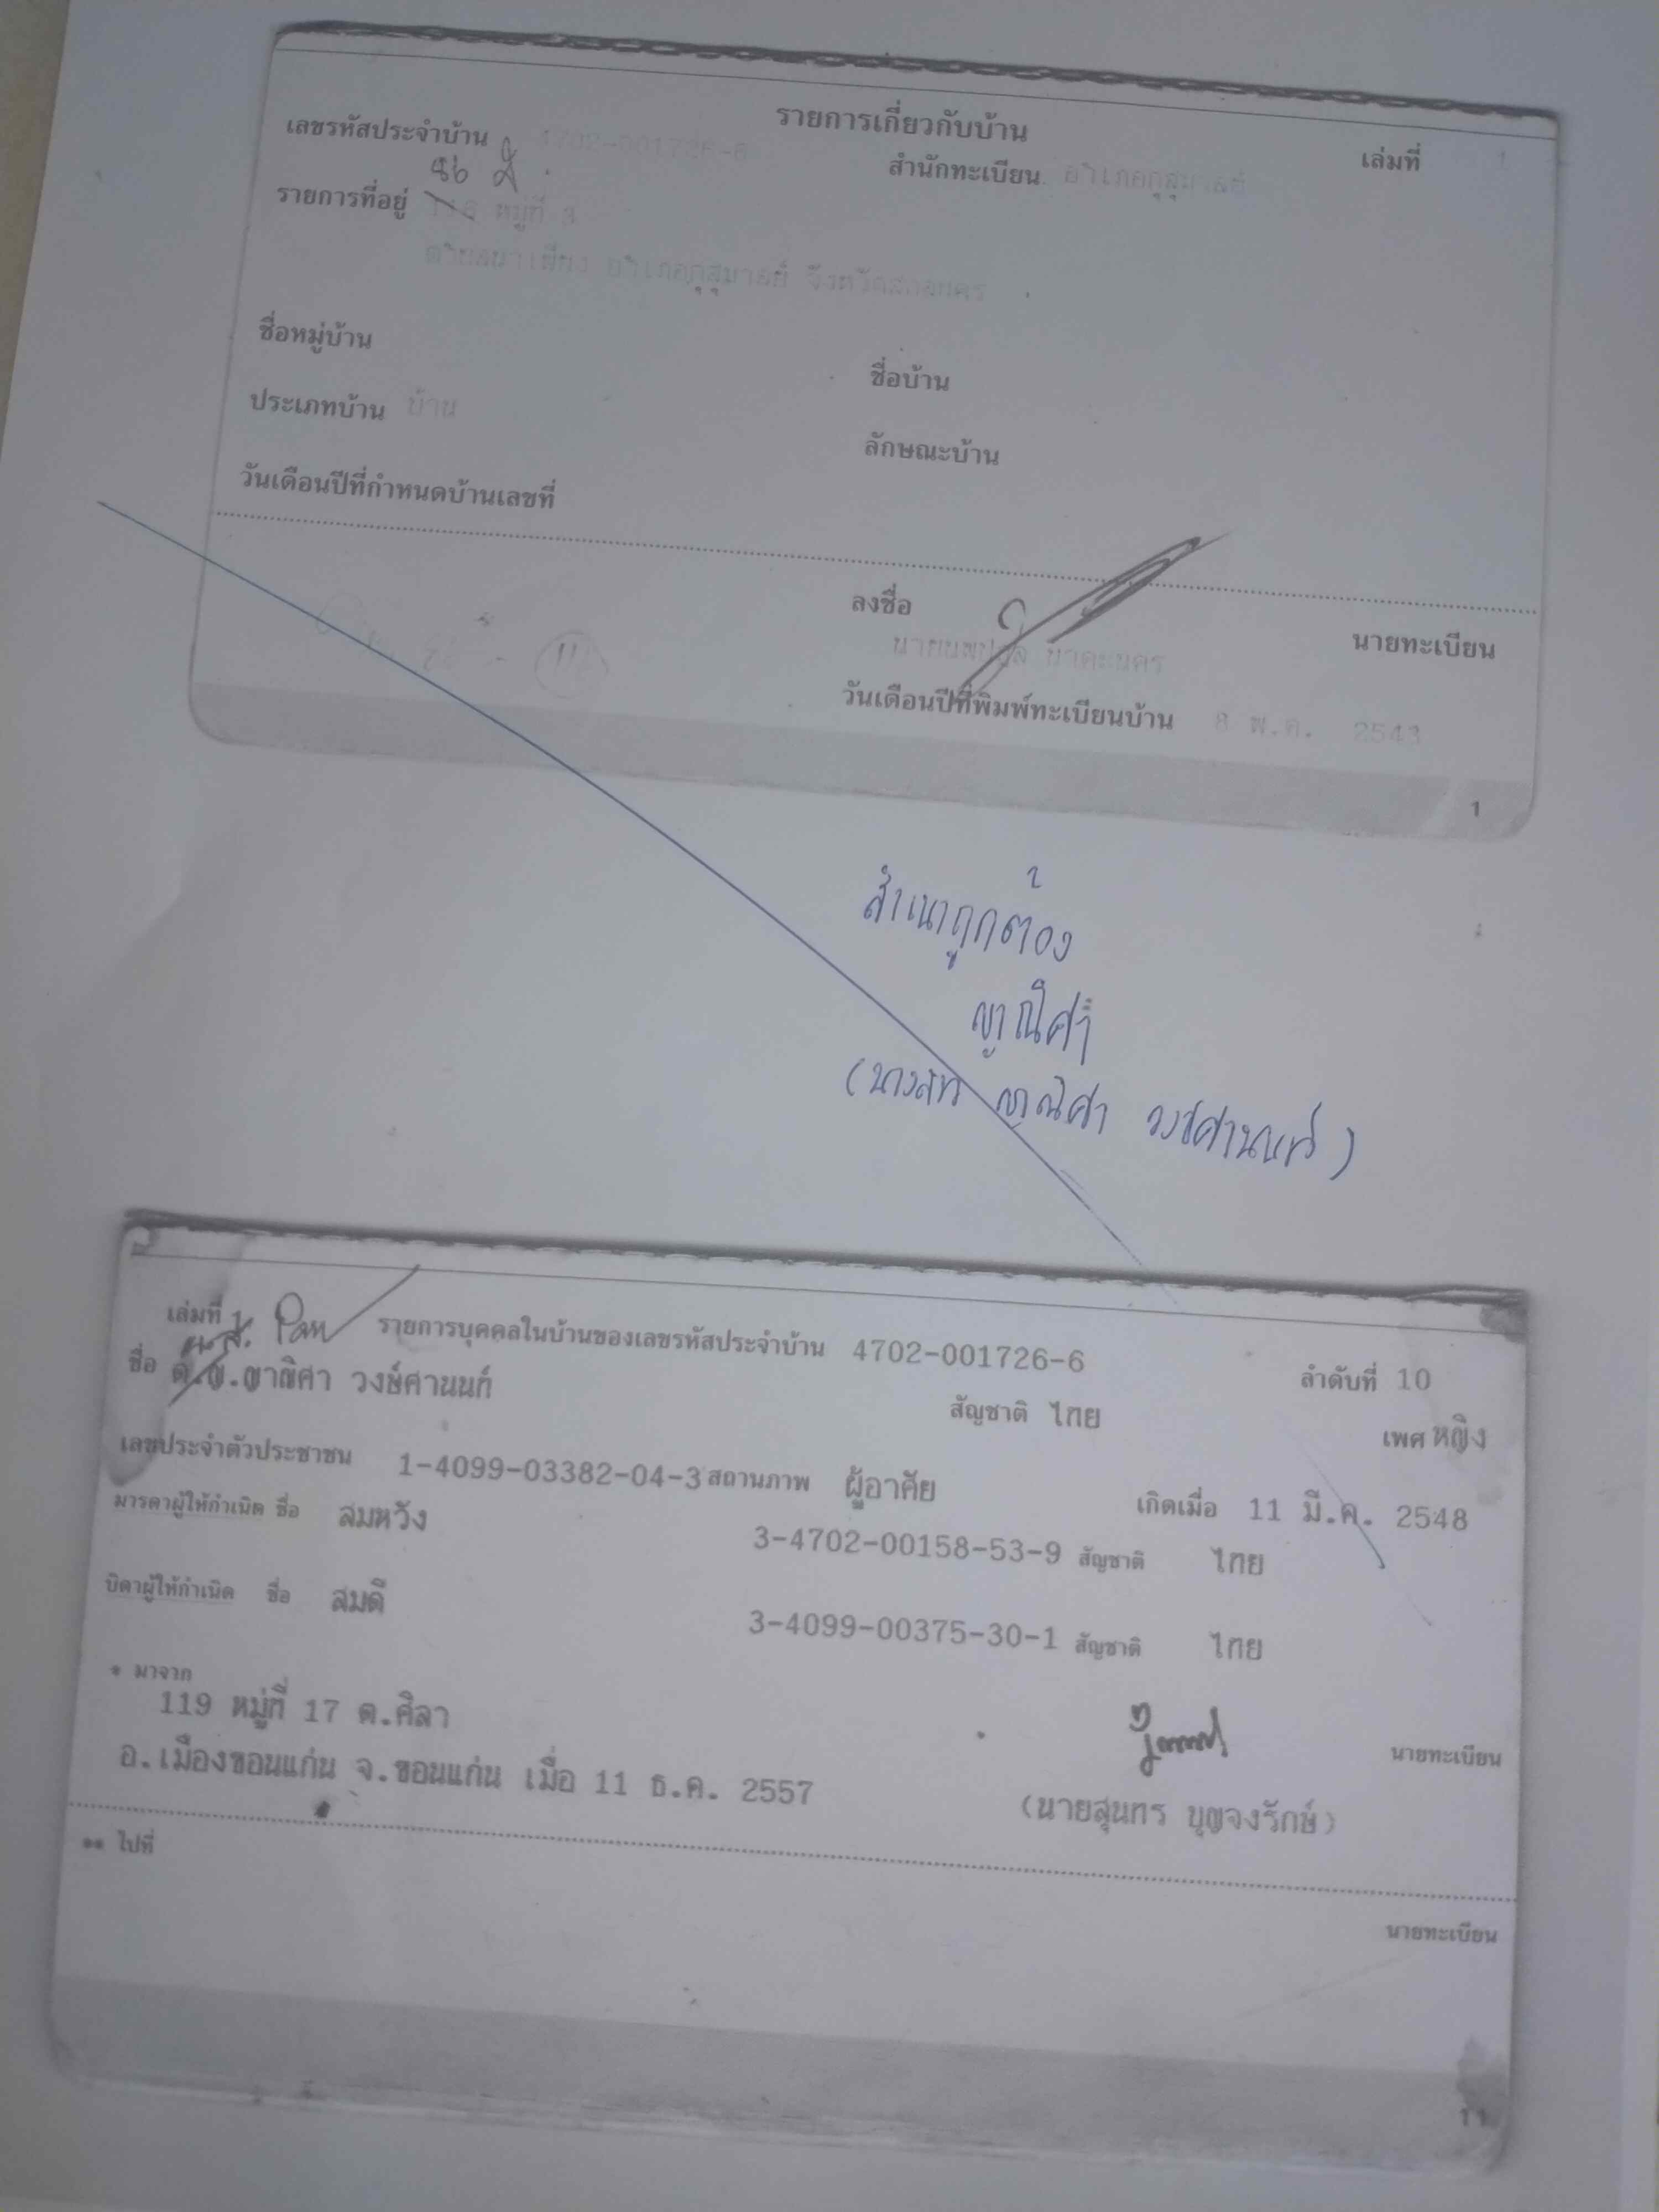 รายการเกี่ยวกับบ้าน
เล่มที่ 1
เลขรหัสประจำบ้าน
สำนักทะเบียน อำเภอกุสุมาลย์
๕๖
รายการที่อยู่ หมู่ที่
อำเภอกุสุมาลย์ จังหวัดสกลนคร
ชื่อหมู่บ้าน
ชื่อบ้าน
ประเภทบ้าน บ้าน
ลักษณะบ้าน
วันเดือนปีที่กำหนดบ้านเลขที่
ลงชื่อ
นายทะเบียน
นาคะนคร
วันเดือนปีที่พิมพ์ทะเบียนบ้าน 8 พ.ค. 2543
1
สำเนาถูกต้อง
ญาณิศา
(นางสาว ญาณิศา วงษ์ศานนท์)
เล่มที่ 1 รายการบุคคลในบ้านของเลขรหัสประจำบ้าน 4702-001726-6 ลำดับที่ 10
น.ส.
ชื่อ ด.ญ.ญาณิศา วงษ์ศานนท์ สัญชาติ ไทย เพศ หญิง
เลขประจำตัวประชาชน 1-4099-03382-04-3 สถานภาพ ผู้อาศัย เกิดเมื่อ 11 มี.ค. 2548
มารดาผู้ให้กำเนิด ชื่อ สมหวัง 3-4702-00158-53-9 สัญชาติ ไทย
บิดาผู้ให้กำเนิด ชื่อ สมดี 3-4099-00375-30-1 สัญชาติ ไทย
* มาจาก
119 หมู่ที่ 17 ต.ศิลา
นายทะเบียน
อ.เมืองขอนแก่น จ.ขอนแก่น เมื่อ 11 ธ.ค. 2557
(นายสุนทร บุญจงรักษ์)
** ไปที่
นายทะเบียน
11